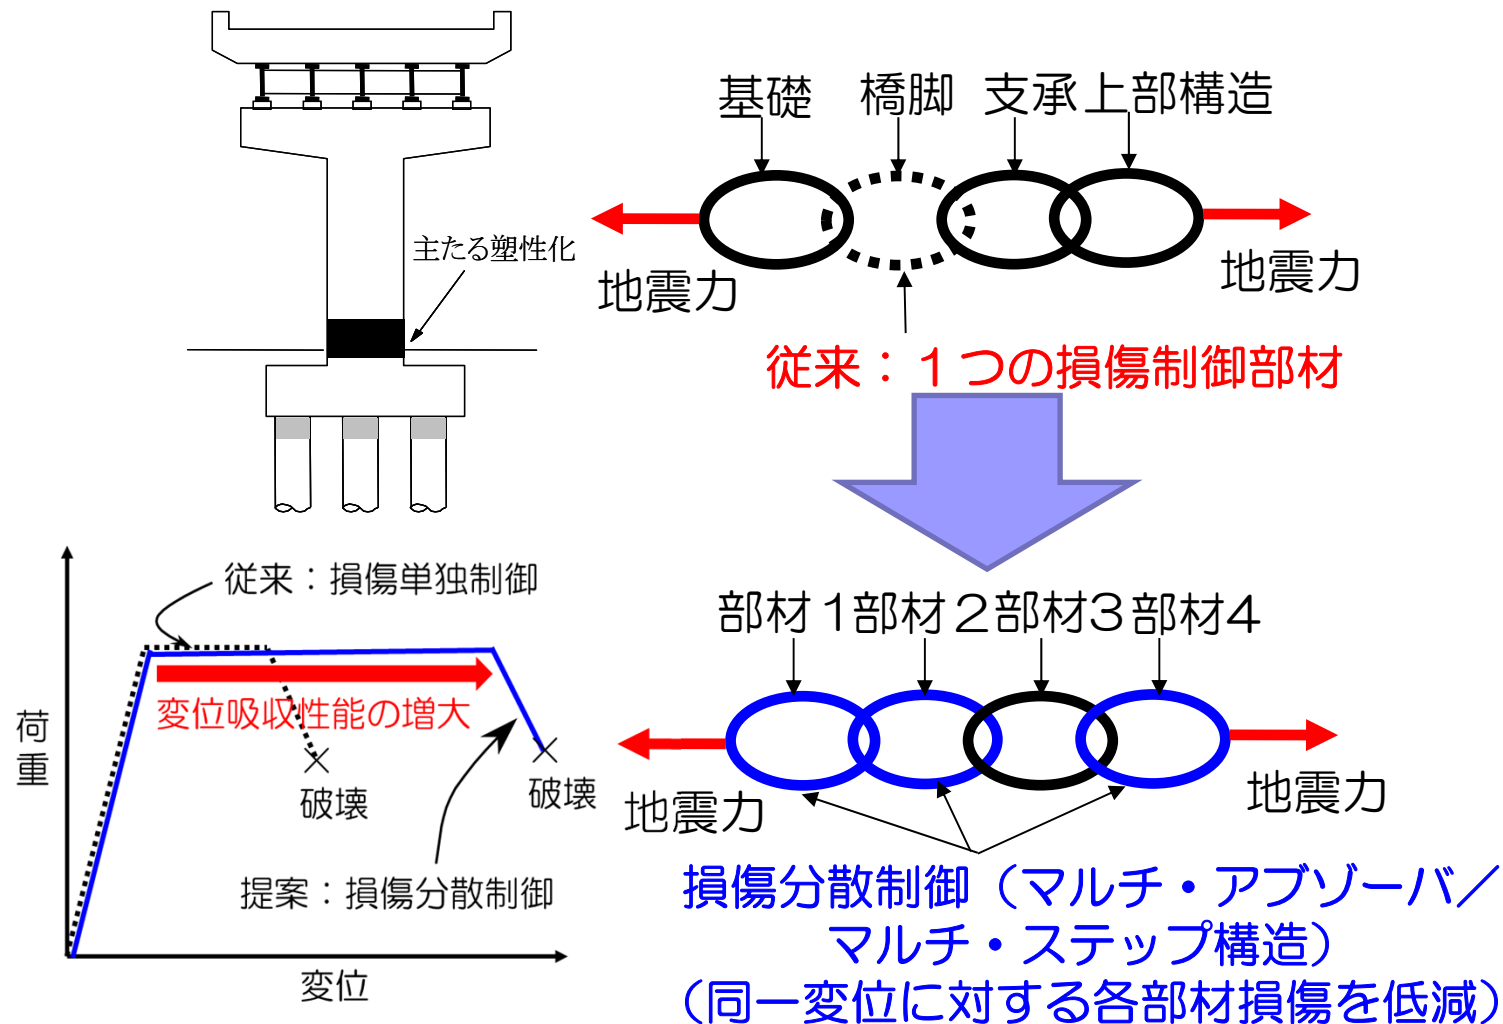 基礎
橋脚
支承
上部構造
主たる塑性化
地震力
地震力
従来：１つの損傷制御部材
従来：損傷単独制御
変位吸収性能の増大
荷重
破壊
破壊
提案：損傷分散制御
変位
部材１
部材２
部材3
部材4
地震力
地震力
損傷分散制御（マルチ・アブゾーバ／
マルチ・ステップ構造）
（同一変位に対する各部材損傷を低減）